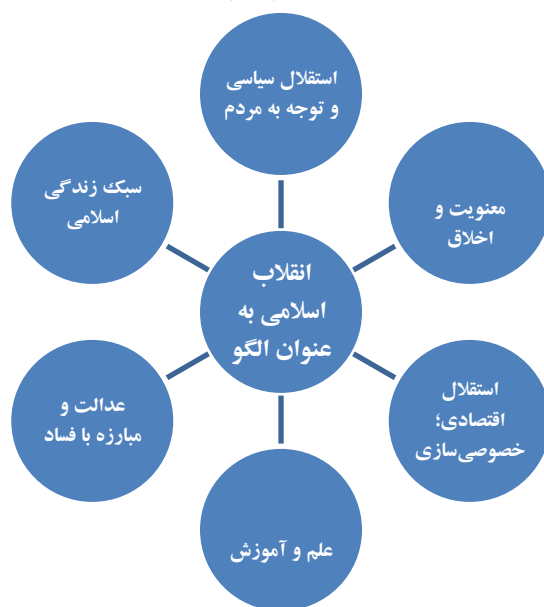 استقلال سیاسی
و توجه به مردم
معنویت و
اخلاق
سبک زندگی
اسلامی
انقلاب
اسلامی به
عنوان الگو
استقلال
اقتصادی؛
خصوصی‌سازی
عدالت و
مبارزه با فساد
علم و آموزش